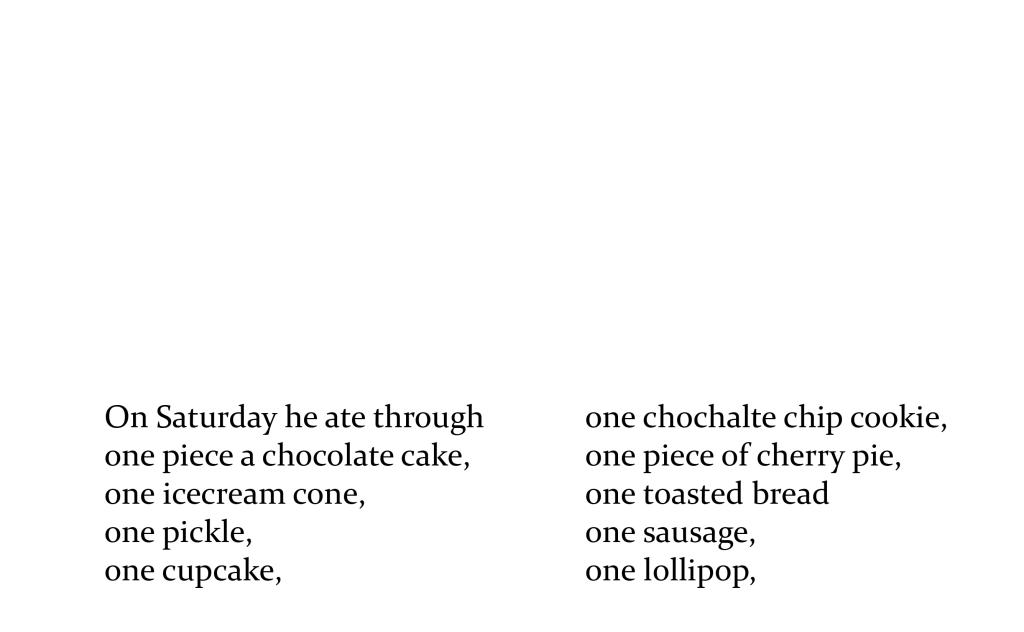 On Saturday he ate through
one piece a chocolate cake,
one icecream cone,
one pickle,
one cupcake,
one chochalte chip cookie,
one piece of cherry pie,
one toasted bread
one sausage,
one lollipop,